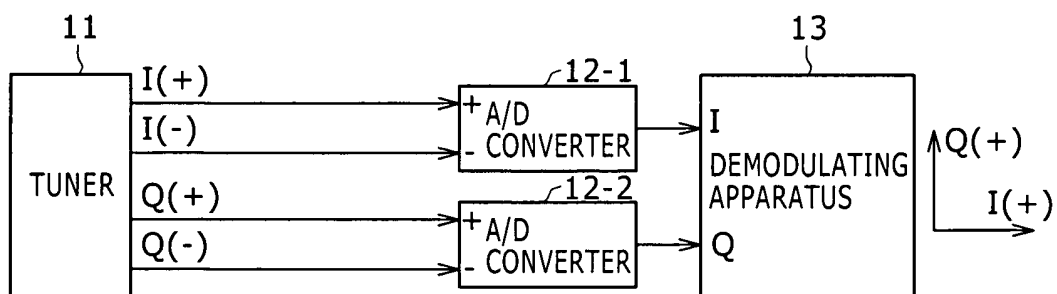 11
13
12-1
I(+)
+ A/D
CONVERTER
I
I(-)
-
TUNER
DEMODULATING
APPARATUS
Q(+)
I(+)
12-2
Q(+)
+ A/D
CONVERTER
Q
Q(-)
-